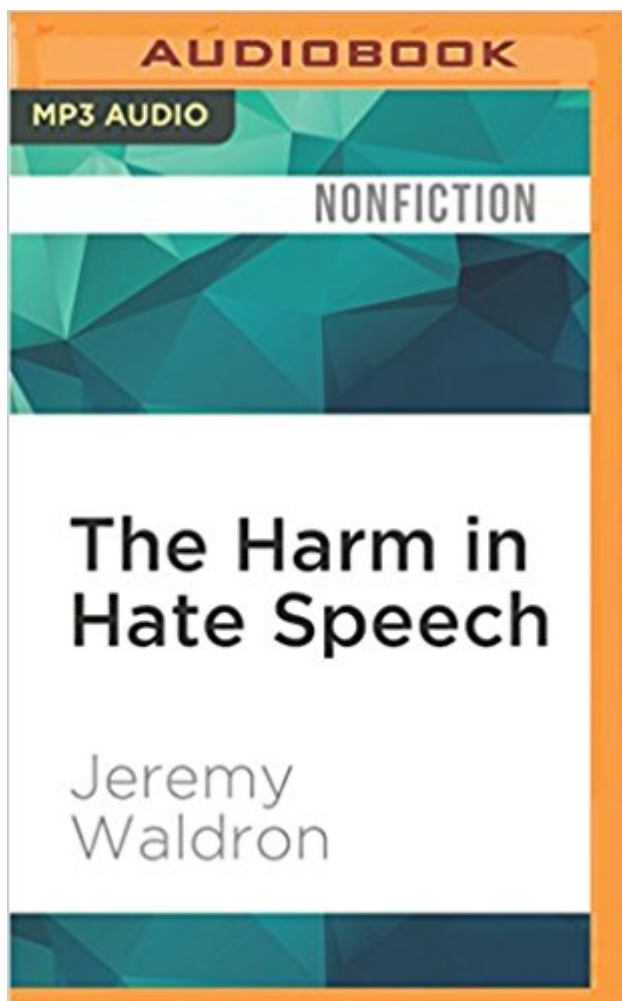 AUDIOBOOK
MP3 AUDIO
NONFICTION
The Harm in
Hate Speech
Jeremy
Waldron